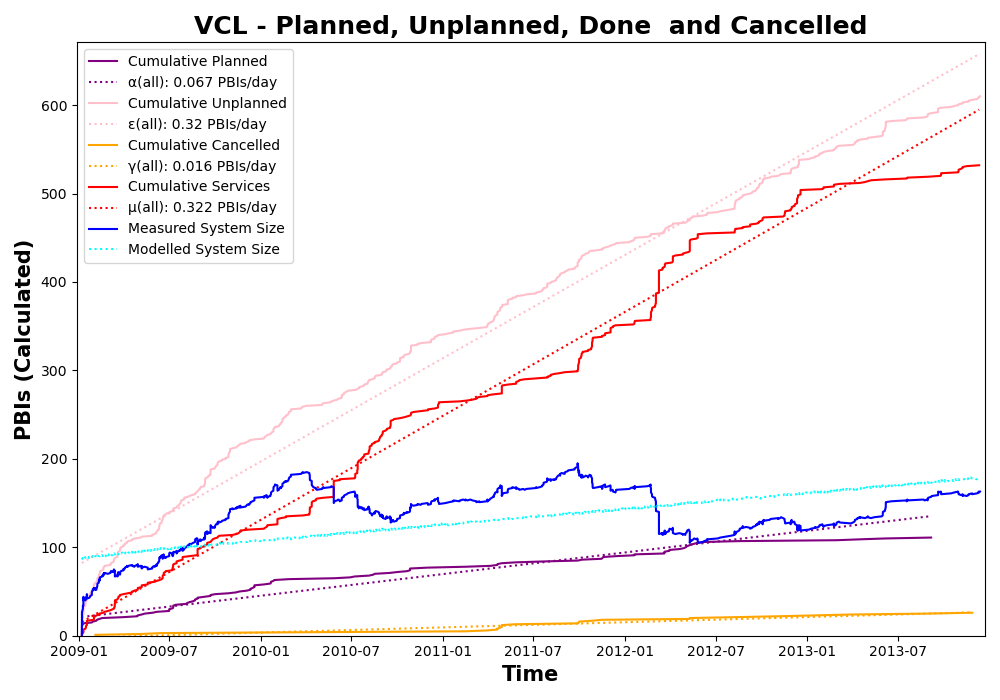 VCL - Planned, Unplanned, Done  and Cancelled
Cumulative Planned
α(all): 0.067 PBIs/day
Cumulative Unplanned
ε(all): 0.32 PBIs/day
Cumulative Cancelled
γ(all): 0.016 PBIs/day
Cumulative Services
μ(all): 0.322 PBIs/day
Measured System Size
Modelled System Size
PBIs (Calculated)
600
500
400
300
200
100
0
2009-01 2009-07 2010-01 2010-07 2011-01 2011-07 2012-01 2012-07 2013-01 2013-07
Time